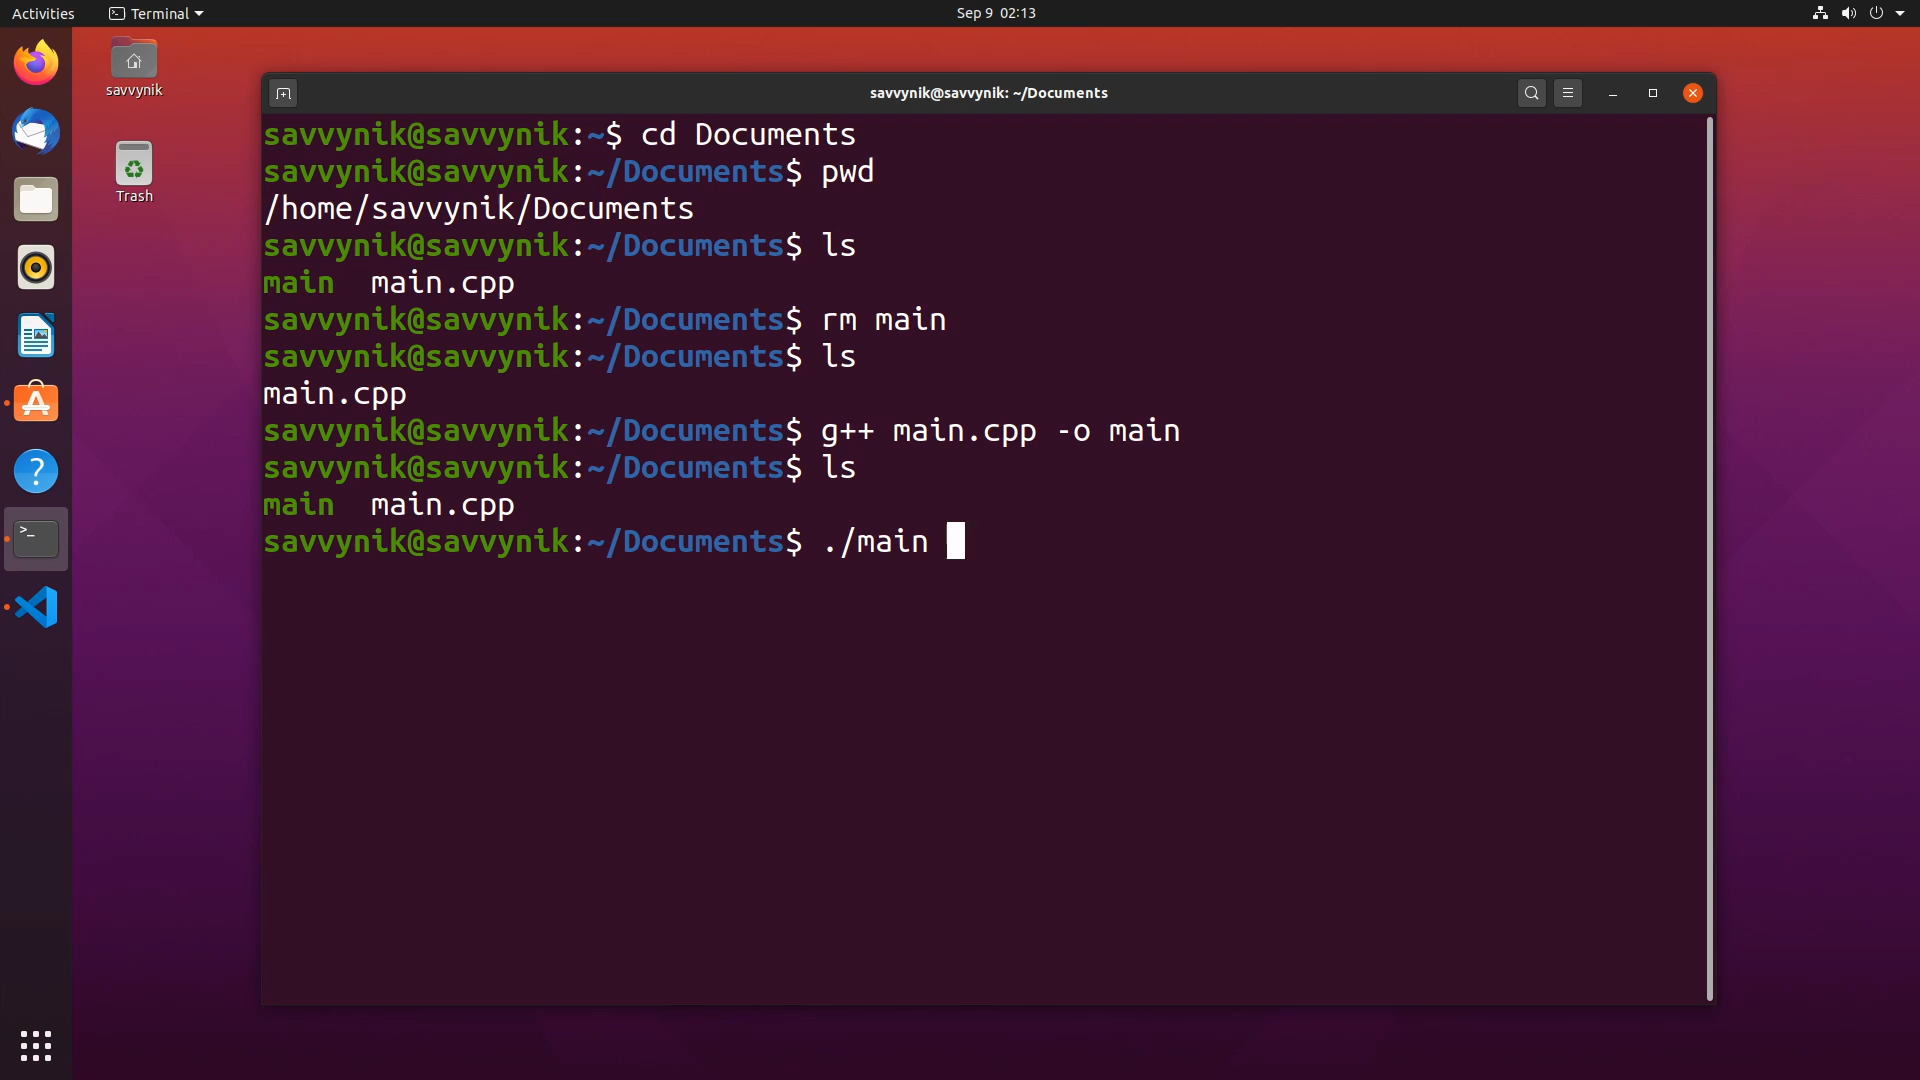 Activities
Terminal
Sep 9 02:13
savvynik
Trash
savvynik@savvynik: ~/Documents
savvynik@savvynik:~$ cd Documents
savvynik@savvynik:~/Documents$ pwd
/home/savvynik/Documents
savvynik@savvynik:~/Documents$ ls
main  main.cpp
savvynik@savvynik:~/Documents$ rm main
savvynik@savvynik:~/Documents$ ls
main.cpp
savvynik@savvynik:~/Documents$ g++ main.cpp -o main
savvynik@savvynik:~/Documents$ ls
main  main.cpp
savvynik@savvynik:~/Documents$ ./main